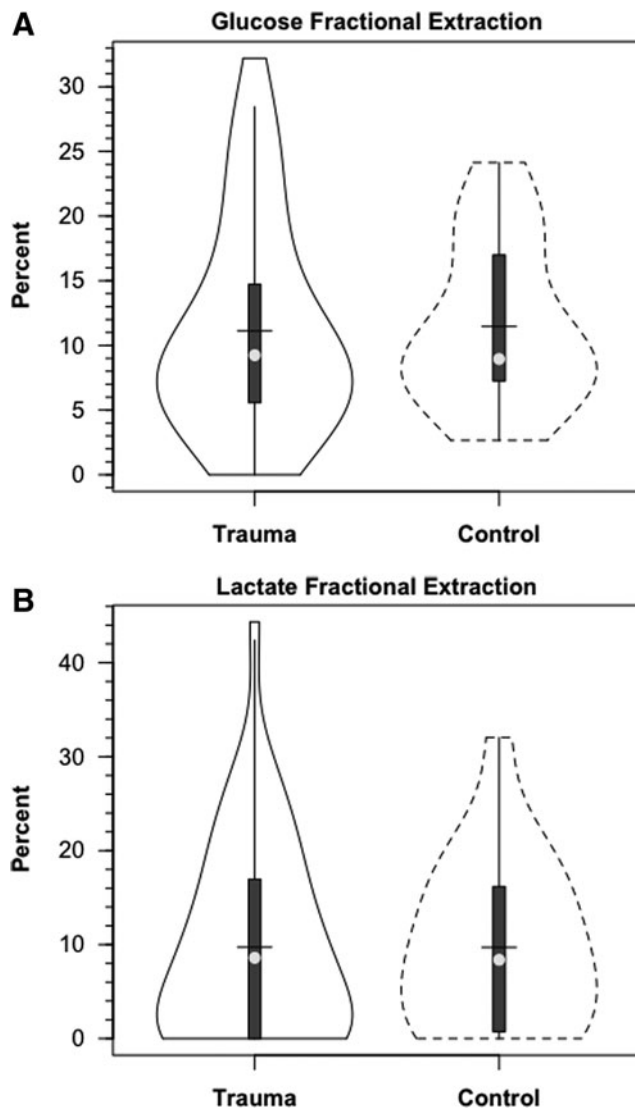 A
Glucose Fractional Extraction
30
25
20
15
10
5
0
Percent
Trauma Control
B
Lactate Fractional Extraction
40
30
20
10
0
Percent
Trauma Control